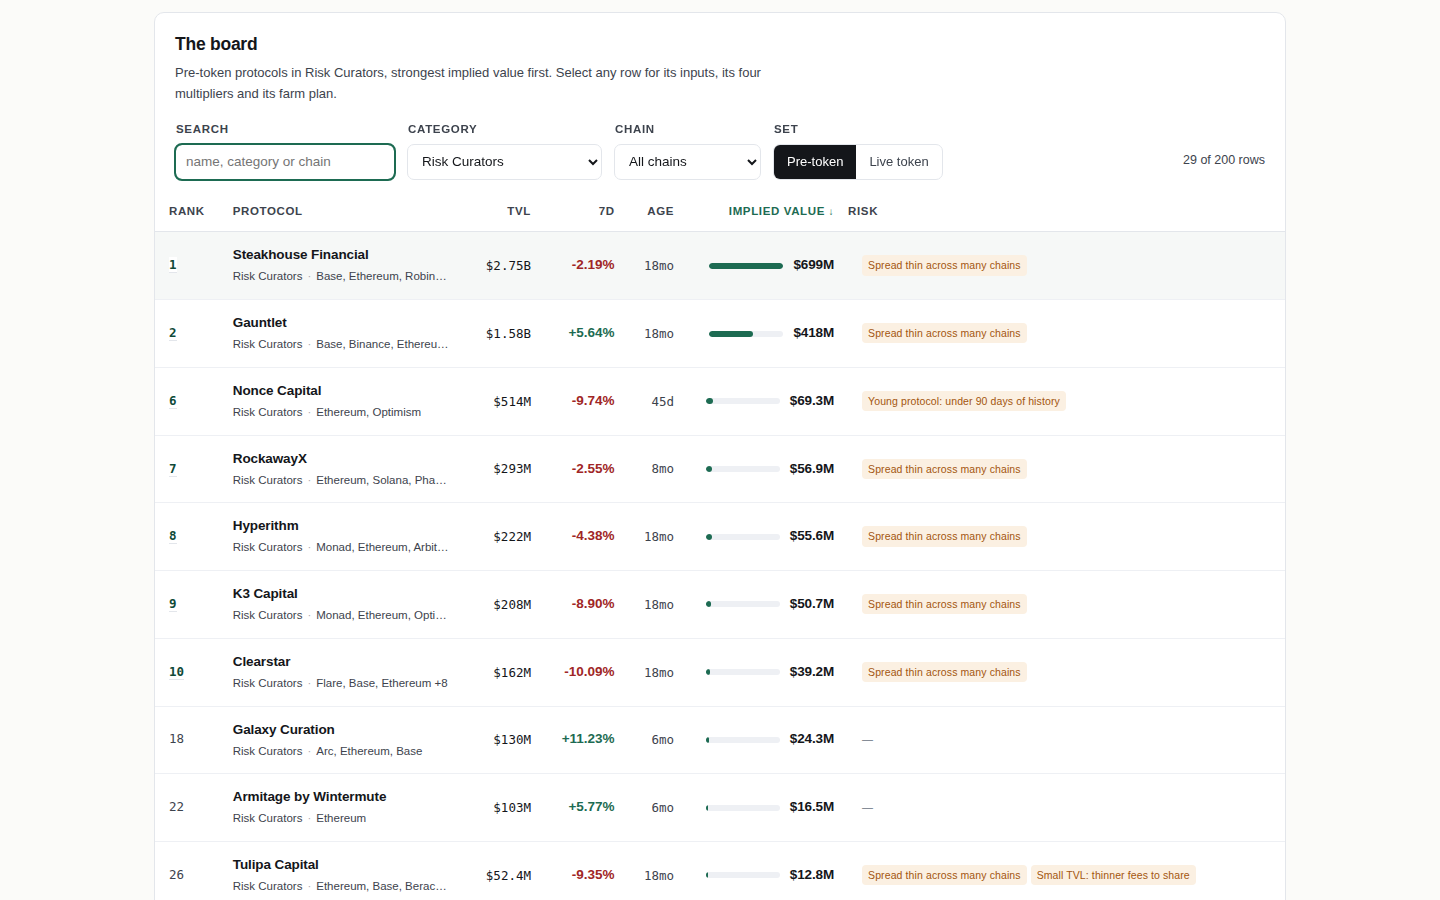 The board
Pre-token protocols in Risk Curators, strongest implied value first. Select any row for its inputs, its four
multipliers and its farm plan.
SEARCH CATEGORY CHAIN SET
name, category or chain Risk Curators All chains Pre-token Live token 29 of 200 rows
RANK PROTOCOL TVL 7D AGE IMPLIED VALUE ↓ RISK
1 Steakhouse Financial $2.75B -2.19% 18mo $699M Spread thin across many chains
Risk Curators · Base, Ethereum, Robin…
2 Gauntlet $1.58B +5.64% 18mo $418M Spread thin across many chains
Risk Curators · Base, Binance, Ethereu…
6 Nonce Capital $514M -9.74% 45d $69.3M Young protocol: under 90 days of history
Risk Curators · Ethereum, Optimism
7 RockawayX $293M -2.55% 8mo $56.9M Spread thin across many chains
Risk Curators · Ethereum, Solana, Pha…
8 Hyperithm $222M -4.38% 18mo $55.6M Spread thin across many chains
Risk Curators · Monad, Ethereum, Arbit…
9 K3 Capital $208M -8.90% 18mo $50.7M Spread thin across many chains
Risk Curators · Monad, Ethereum, Opti…
10 Clearstar $162M -10.09% 18mo $39.2M Spread thin across many chains
Risk Curators · Flare, Base, Ethereum +8
18 Galaxy Curation $130M +11.23% 6mo $24.3M —
Risk Curators · Arc, Ethereum, Base
22 Armitage by Wintermute $103M +5.77% 6mo $16.5M —
Risk Curators · Ethereum
26 Tulipa Capital $52.4M -9.35% 18mo $12.8M Spread thin across many chains Small TVL: thinner fees to share
Risk Curators · Ethereum, Base, Berac…